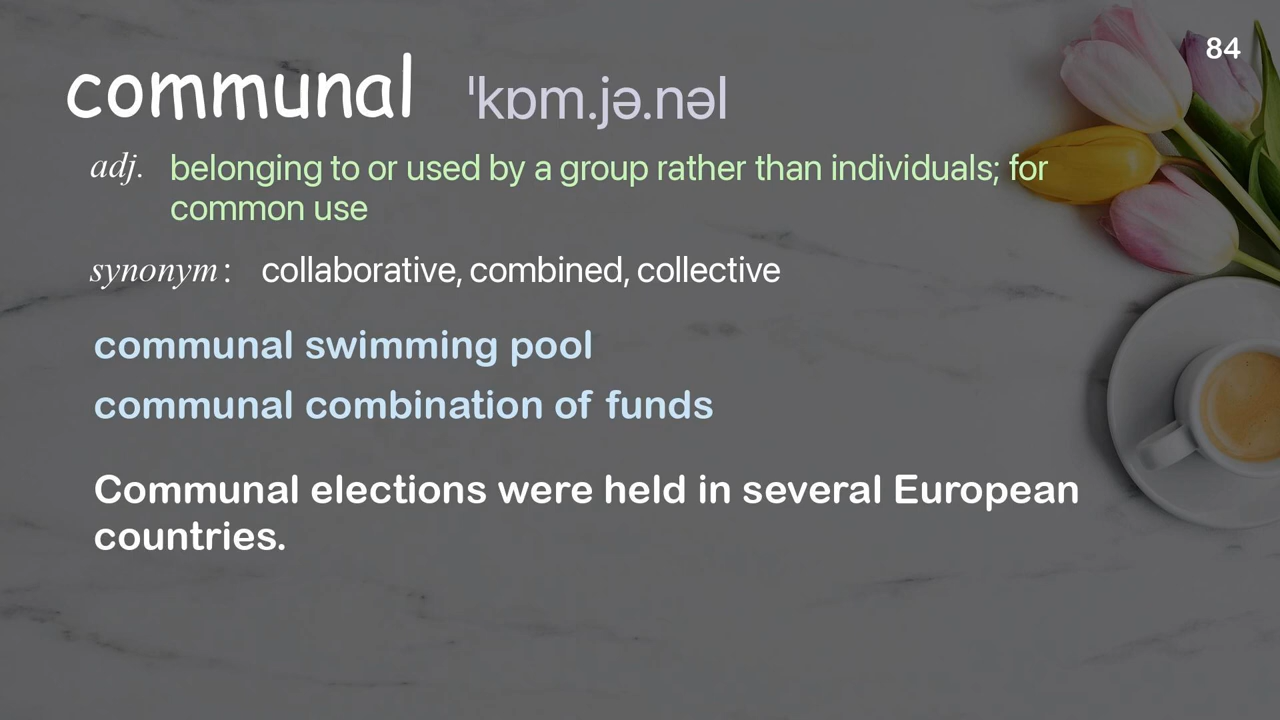 84
communal ˈkɒm.jə.nəl
adj. belonging to or used by a group rather than individuals; for
common use
synonym: collaborative, combined, collective
communal swimming pool
communal combination of funds
Communal elections were held in several European
countries.